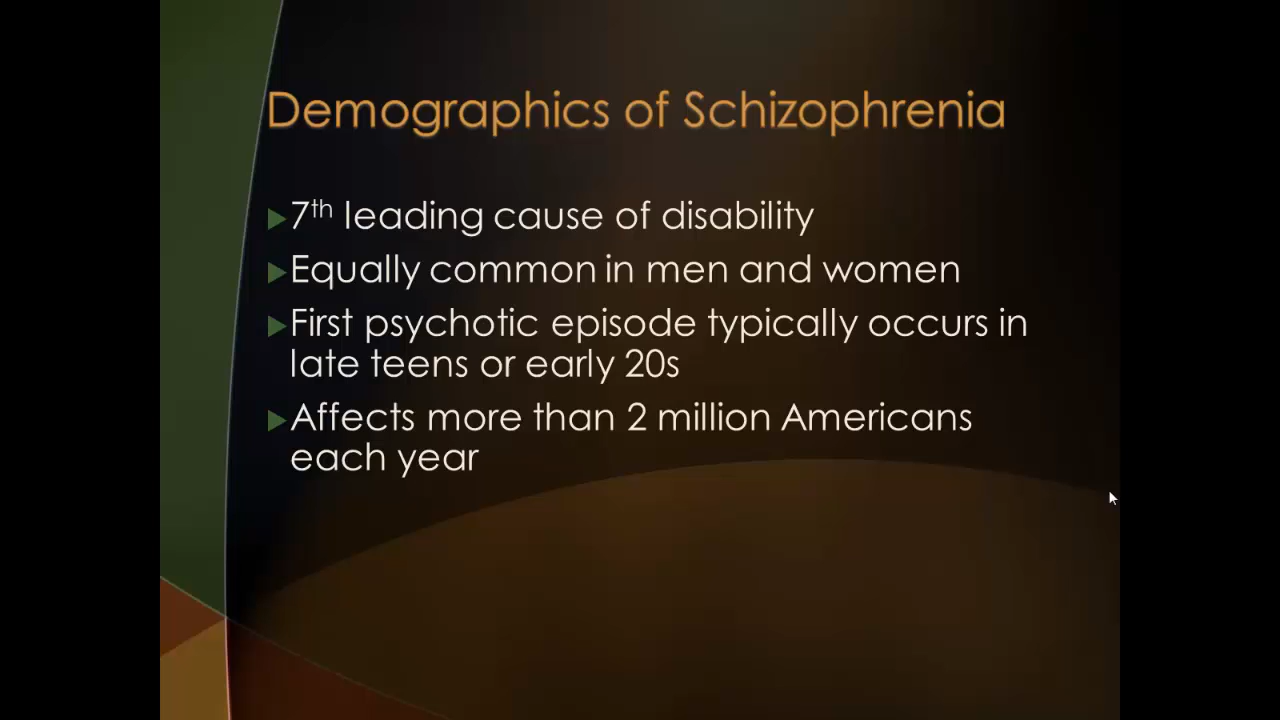 Demographics of Schizophrenia
7th leading cause of disability
Equally common in men and women
First psychotic episode typically occurs in
late teens or early 20s
Affects more than 2 million Americans
each year